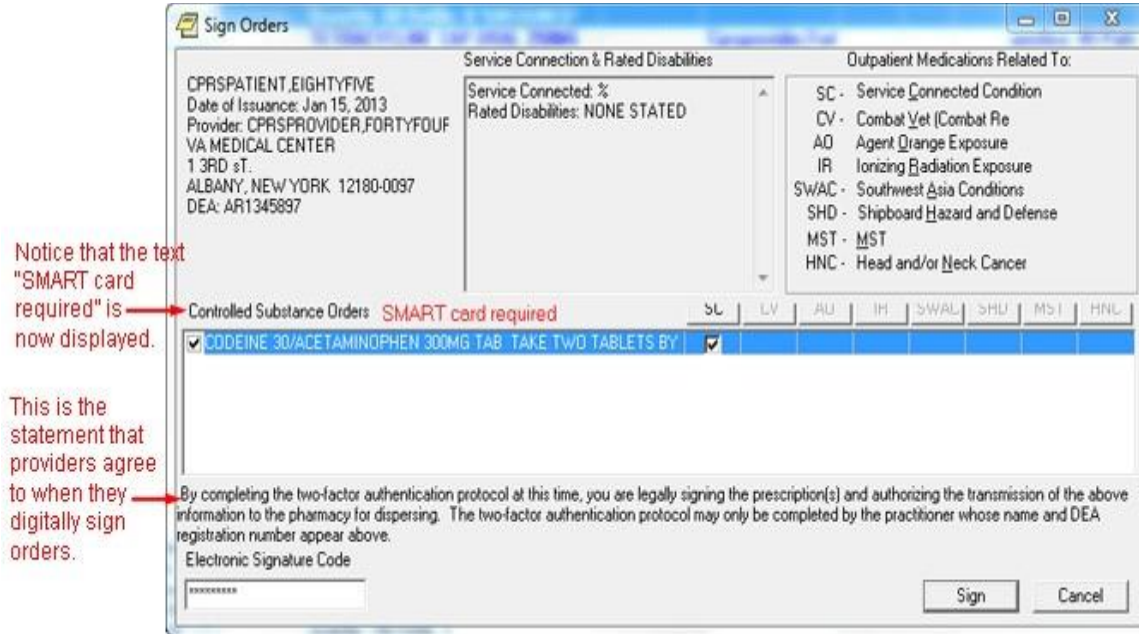 Sign Orders
CPRSPATIENT,EIGHTYFIVE
Date of Issuance: Jan 15, 2013
Provider: CPRSPROVIDER,FORTYFOUF
VA MEDICAL CENTER
1 3RD sT.
ALBANY, NEW YORK 12180-0097
DEA: AR1345897
Service Connection & Rated Disabilities
Service Connected: %
Rated Disabilities: NONE STATED
Outpatient Medications Related To:
SC - Service Connected Condition
CV - Combat Vet (Combat Re
AO Agent Orange Exposure
IR Ionizing Radiation Exposure
SWAC - Southwest Asia Conditions
SHD - Shipboard Hazard and Defense
MST - MST
HNC - Head and/or Neck Cancer
Notice that the text
"SMART card
required" is
now displayed.
Controlled Substance Orders SMART card required SC CV AO IR SWAC SHD MST HNC
CODEINE 30/ACETAMINOPHEN 300MG TAB TAKE TWO TABLETS BY
This is the
statement that
providers agree
to when they
digitally sign
orders.
By completing the two-factor authentication protocol at this time, you are legally signing the prescription(s) and authorizing the transmission of the above
information to the pharmacy for dispersing. The two-factor authentication protocol may only be completed by the practitioner whose name and DEA
registration number appear above.
Electronic Signature Code
Sign Cancel